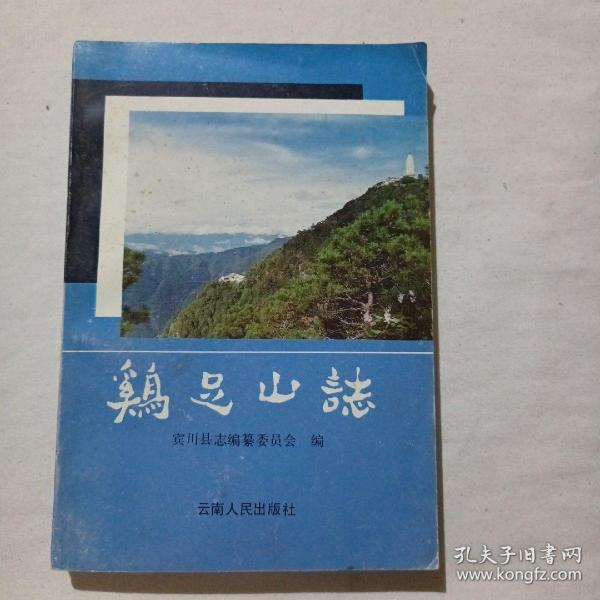 鷄足山誌
宾川县志编纂委员会 编
云南人民出版社
孔夫子旧書网
www.kongfz.com